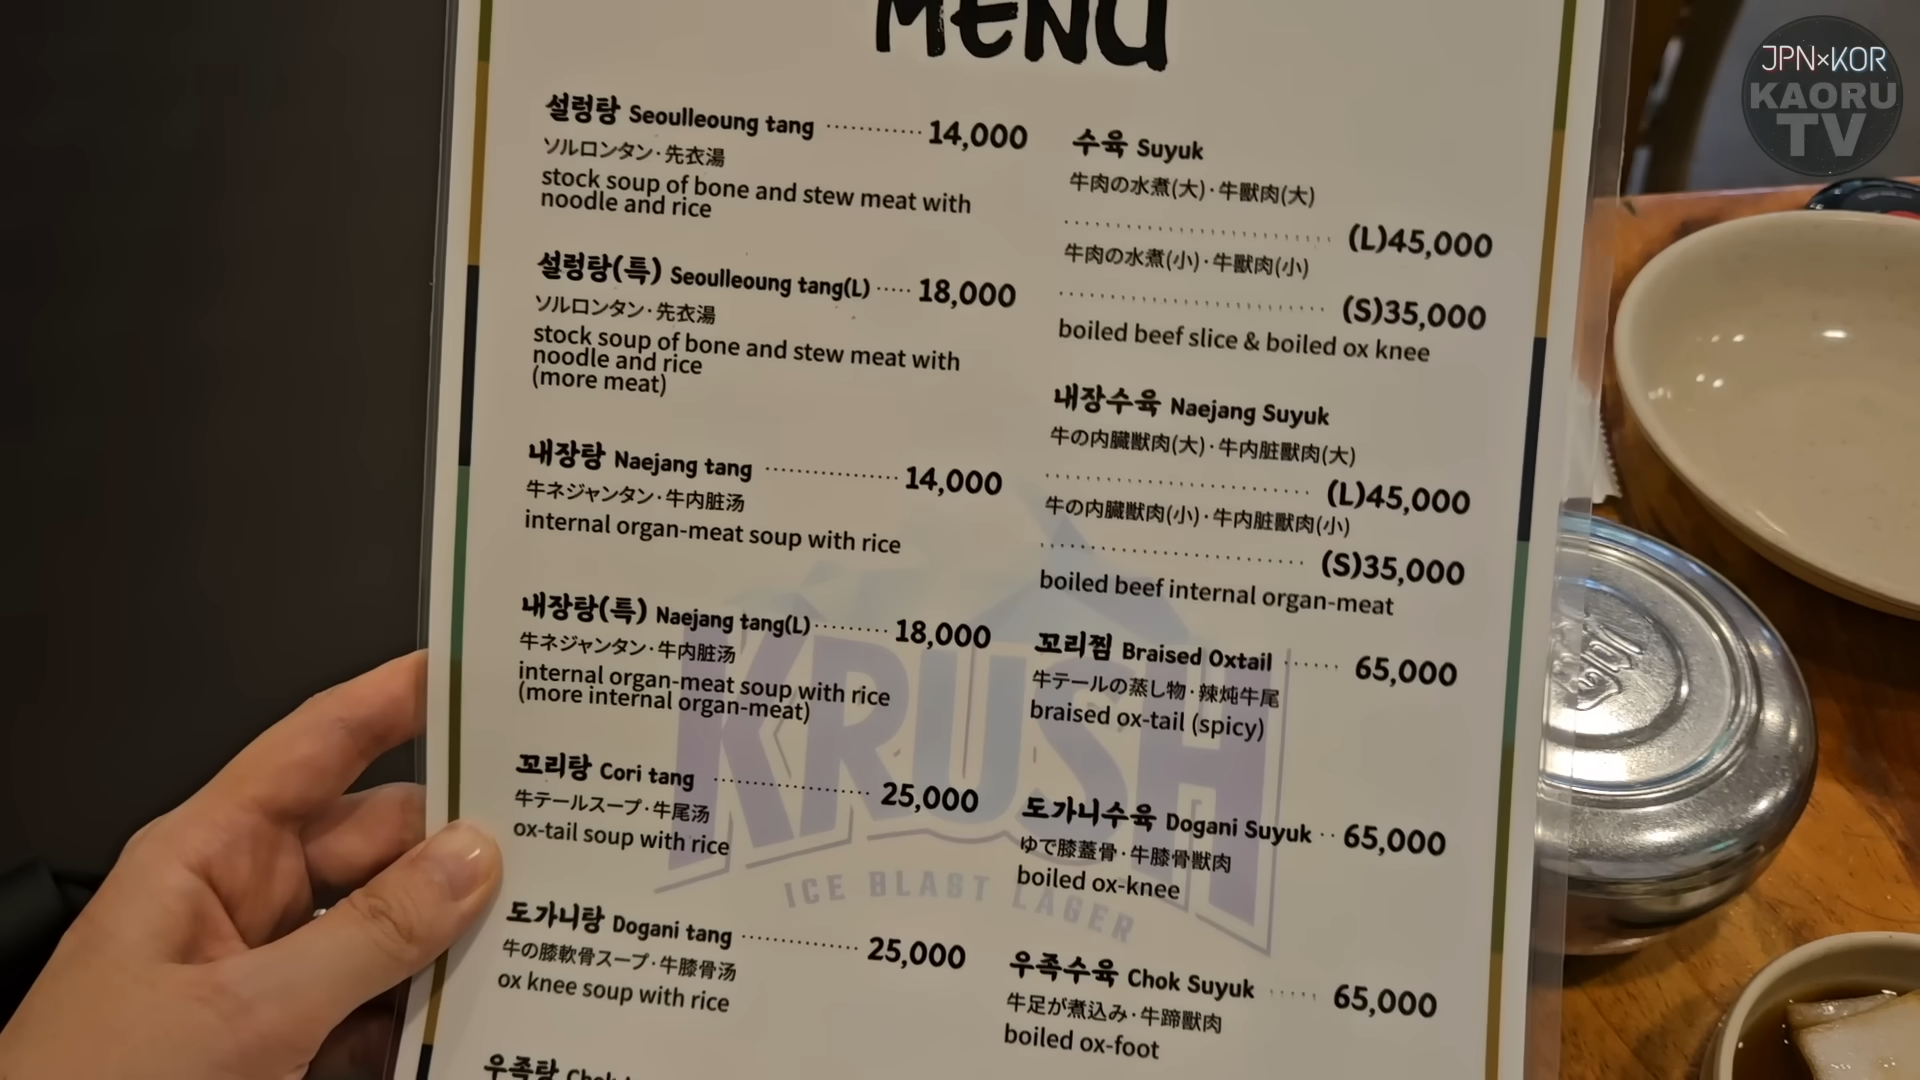 MENU
설렁탕 Seoulleoung tang ············ 14,000
ソルロンタン·先衣湯
stock soup of bone and stew meat with
noodle and rice
설렁탕(특) Seoulleoung tang(L) ····· 18,000
ソルロンタン·先衣湯
stock soup of bone and stew meat with
noodle and rice
(more meat)
내장탕 Naejang tang ·················· 14,000
牛ネジャンタン·牛内脏汤
internal organ-meat soup with rice
내장탕(특) Naejang tang(L) ········· 18,000
牛ネジャンタン·牛内脏汤
internal organ-meat soup with rice
(more internal organ-meat)
꼬리탕 Cori tang ····················· 25,000
牛テールスープ·牛尾汤
ox-tail soup with rice
도가니탕 Dogani tang ················ 25,000
牛の膝軟骨スープ·牛膝骨汤
ox knee soup with rice
우족탕
수육 Suyuk
牛肉の水煮(大)·牛獸肉(大)
···························· (L)45,000
牛肉の水煮(小)·牛獸肉(小)
···························· (S)35,000
boiled beef slice & boiled ox knee
내장수육 Naejang Suyuk
牛の内臓獣肉(大)·牛内脏獸肉(大)
···························· (L)45,000
牛の内臓獣肉(小)·牛内脏獸肉(小)
···························· (S)35,000
boiled beef internal organ-meat
꼬리찜 Braised Oxtail ······ 65,000
牛テールの蒸し物·辣炖牛尾
braised ox-tail (spicy)
도가니수육 Dogani Suyuk ·· 65,000
ゆで膝蓋骨·牛膝骨獣肉
boiled ox-knee
우족수육 Chok Suyuk ····· 65,000
牛足が煮込み·牛蹄獸肉
boiled ox-foot
KRUSH
ICE BLAST LAGER
JPN×KOR
KAORU
TV